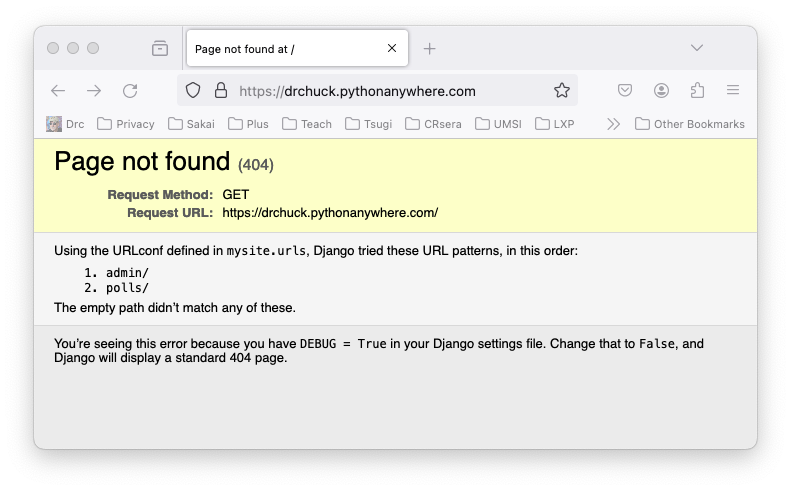 Page not found at /
https://drchuck.pythonanywhere.com
Drc Privacy Sakai Plus Teach Tsugi CRsera UMSI LXP Other Bookmarks
Page not found (404)
Request Method: GET
Request URL: https://drchuck.pythonanywhere.com/
Using the URLconf defined in mysite.urls, Django tried these URL patterns, in this order:
1. admin/
2. polls/
The empty path didn’t match any of these.
You’re seeing this error because you have DEBUG = True in your Django settings file. Change that to False, and
Django will display a standard 404 page.